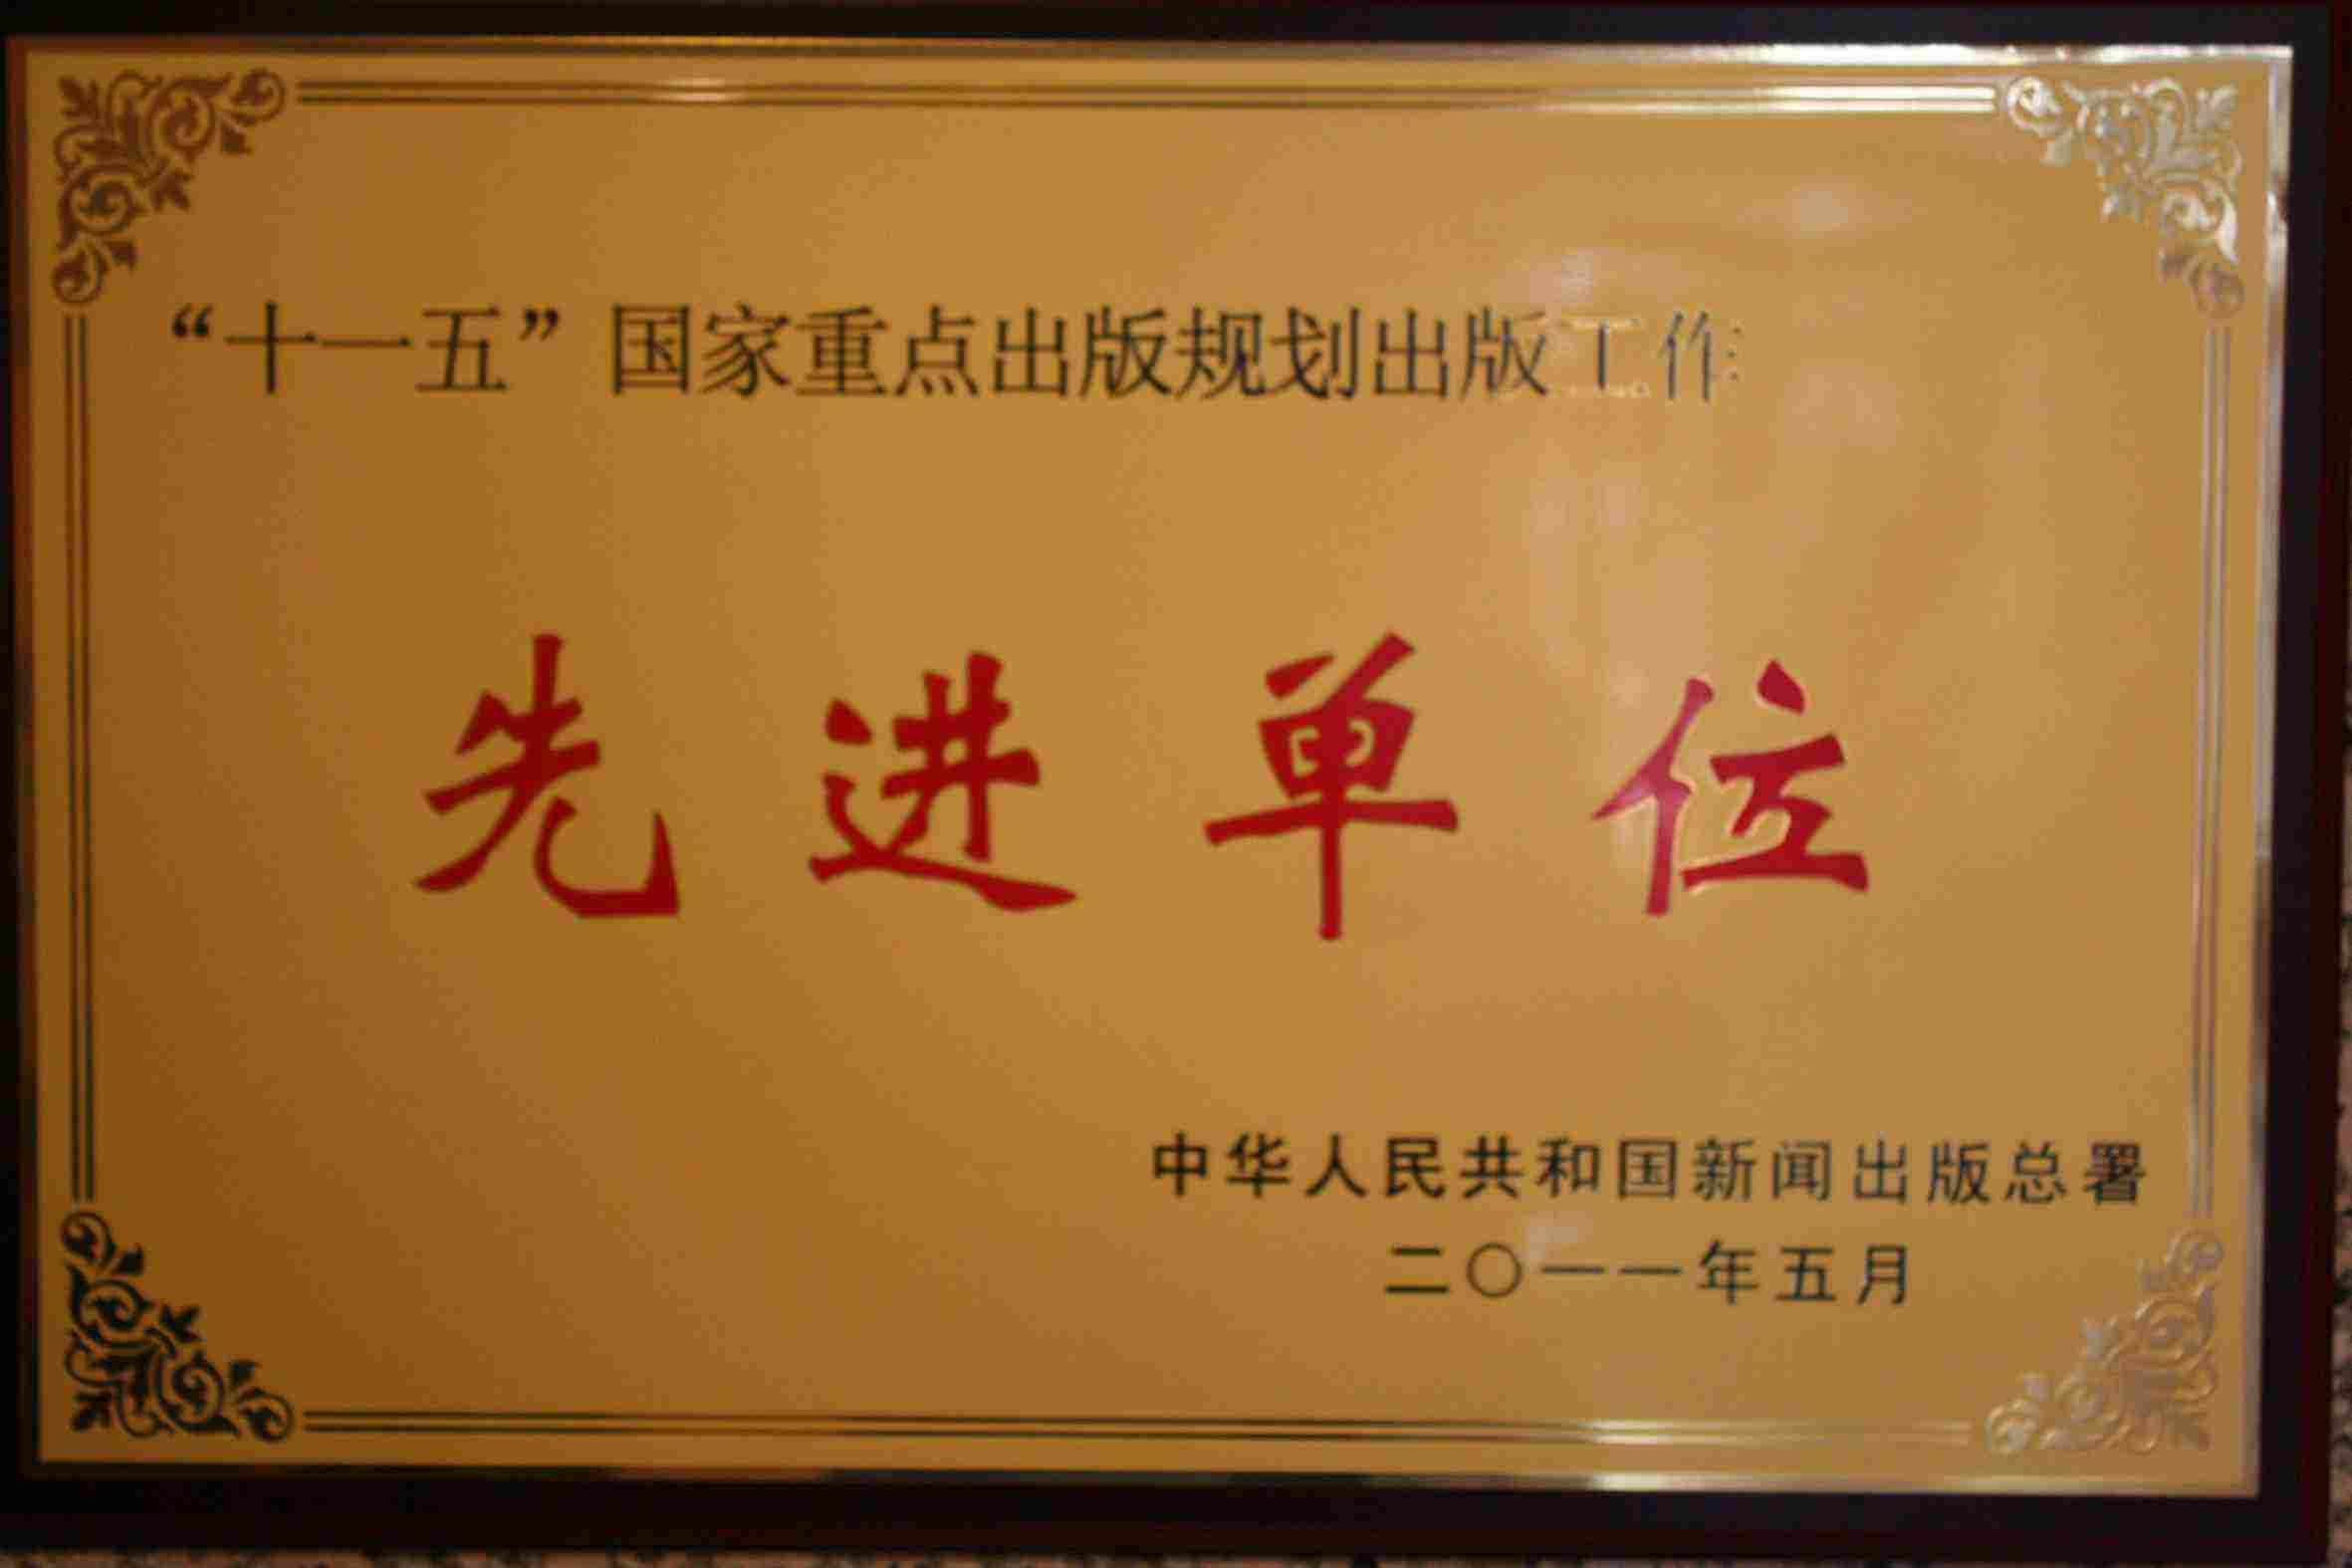 “十一五”国家重点出版规划出版工作
先进单位
中华人民共和国新闻出版总署
二〇一一年五月